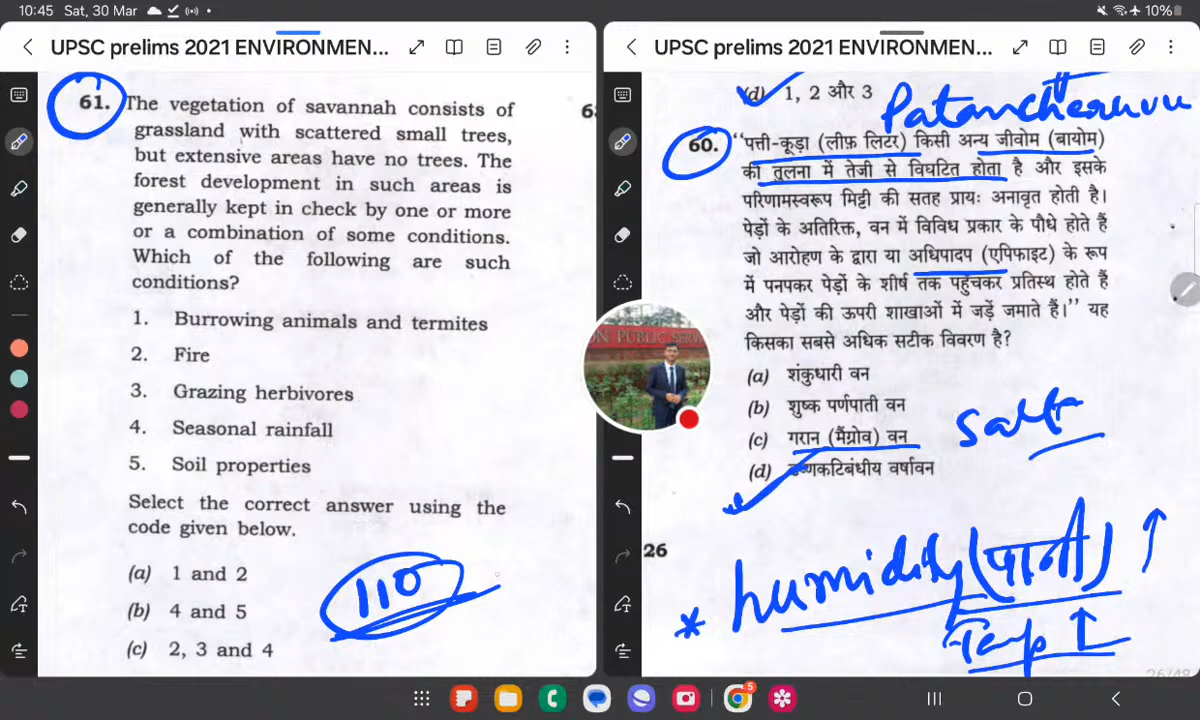 10:45 Sat, 30 Mar
10%
UPSC prelims 2021 ENVIRONMEN...
61. The vegetation of savannah consists of
grassland with scattered small trees,
but extensive areas have no trees. The
forest development in such areas is
generally kept in check by one or more
or a combination of some conditions.
Which of the following are such
conditions?
1. Burrowing animals and termites
2. Fire
3. Grazing herbivores
4. Seasonal rainfall
5. Soil properties
Select the correct answer using the
code given below.
(a) 1 and 2
(b) 4 and 5
(c) 2, 3 and 4
110
UPSC prelims 2021 ENVIRONMEN...
(d) 1, 2 और 3
Patancheruvu
60. “पत्ती-कूड़ा (लीफ़ लिटर) किसी अन्य जीवोम (बायोम)
की तुलना में तेजी से विघटित होता है और इसके
परिणामस्वरूप मिट्टी की सतह प्रायः अनावृत होती है।
पेड़ों के अतिरिक्त, वन में विविध प्रकार के पौधे होते हैं
जो आरोहण के द्वारा या अधिपादप (एपिफाइट) के रूप
में पनपकर पेड़ों के शीर्ष तक पहुंचकर प्रतिस्थ होते हैं
और पेड़ों की ऊपरी शाखाओं में जड़ें जमाते हैं।” यह
किसका सबसे अधिक सटीक विवरण है?
(a) शंकुधारी वन
(b) शुष्क पर्णपाती वन
(c) गरान (मैंग्रोव) वन
salt
(d) उष्णकटिबंधीय वर्षावन
26
* humidity (पानी) ↑
Temp ↑
26/48
5